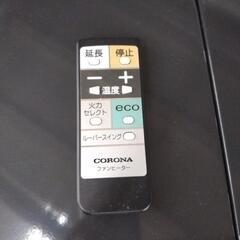 延長 停止
− +
温度
火力 eco
セレクト
ルーバースイング
CORONA
ファンヒーター